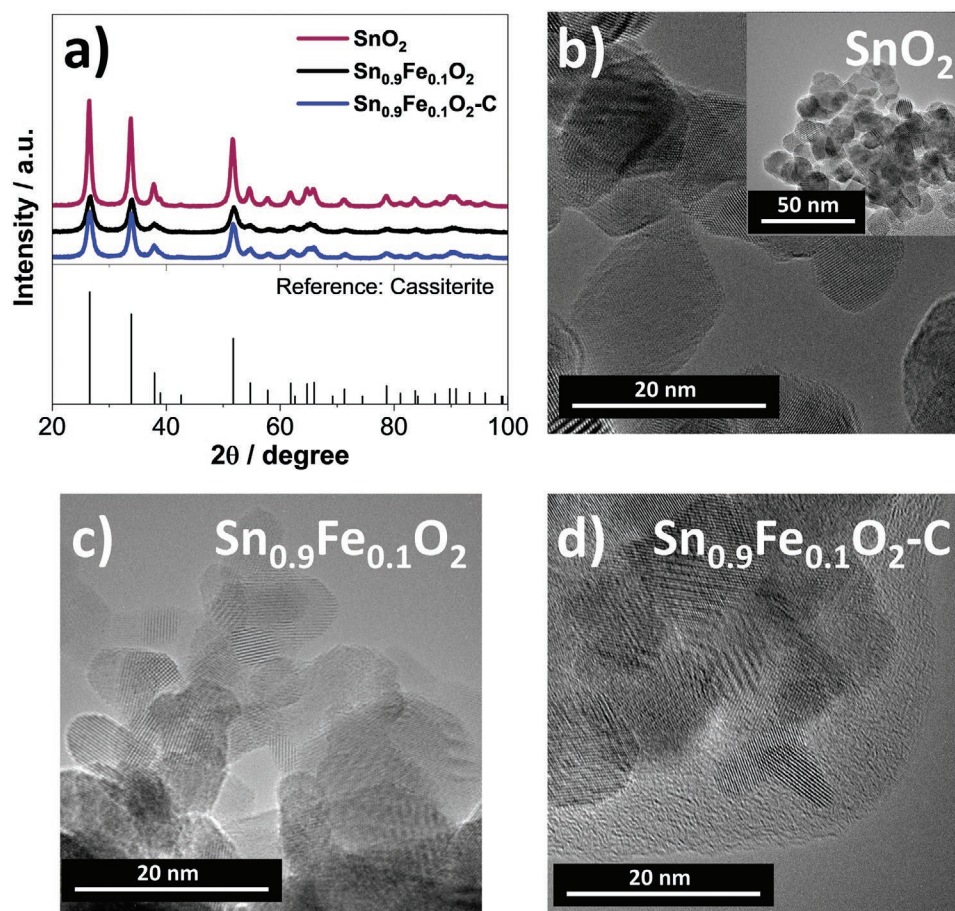 a)
SnO₂
Sn₀.₉Fe₀.₁O₂
Sn₀.₉Fe₀.₁O₂-C
Intensity / a.u.
Reference: Cassiterite
20 40 60 80 100
2θ / degree
b) SnO₂
50 nm
20 nm
c) Sn₀.₉Fe₀.₁O₂
20 nm
d) Sn₀.₉Fe₀.₁O₂-C
20 nm